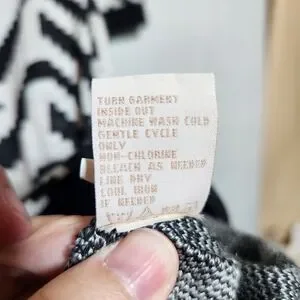 TURN GARMENT
INSIDE OUT
MACHINE WASH COLD
GENTLE CYCLE
ONLY
NON-CHLORINE
BLEACH AS NEEDED
LINE DRY
COOL IRON
IF NEEDED